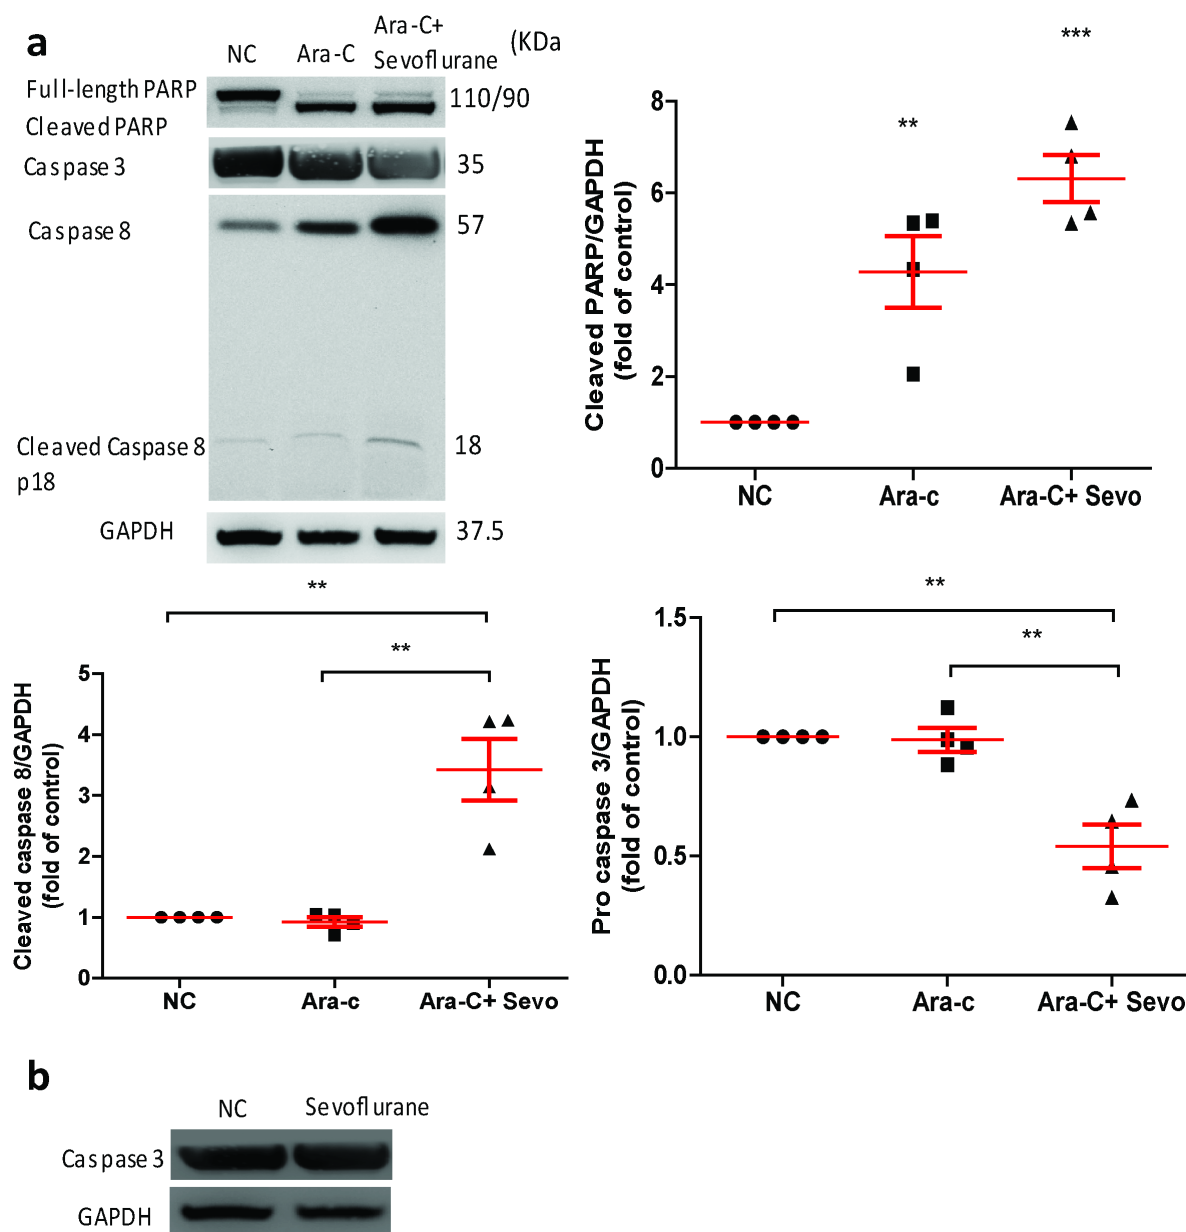 a
NC
Ara-C
Ara-C+
Sevoflurane
(KDa
Full-length PARP
Cleaved PARP
110/90
Caspase 3
35
Caspase 8
57
Cleaved Caspase 8
p18
18
GAPDH
37.5
Cleaved PARP/GAPDH
(fold of control)
8
6
4
2
0
**
***
NC
Ara-c
Ara-C+ Sevo
Cleaved caspase 8/GAPDH
(fold of control)
5
4
3
2
1
0
**
**
NC
Ara-c
Ara-C+ Sevo
Pro caspase 3/GAPDH
(fold of control)
1.5
1.0
0.5
0.0
**
**
NC
Ara-c
Ara-C+ Sevo
b
NC
Sevoflurane
Caspase 3
GAPDH